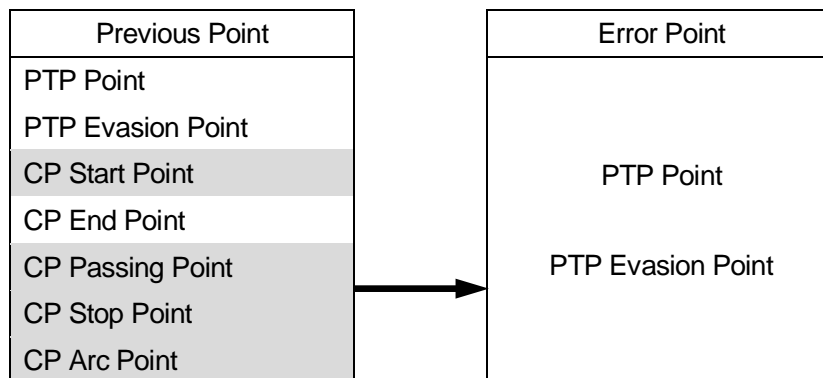 Previous Point
PTP Point
PTP Evasion Point
CP Start Point
CP End Point
CP Passing Point
CP Stop Point
CP Arc Point
Error Point
PTP Point
PTP Evasion Point